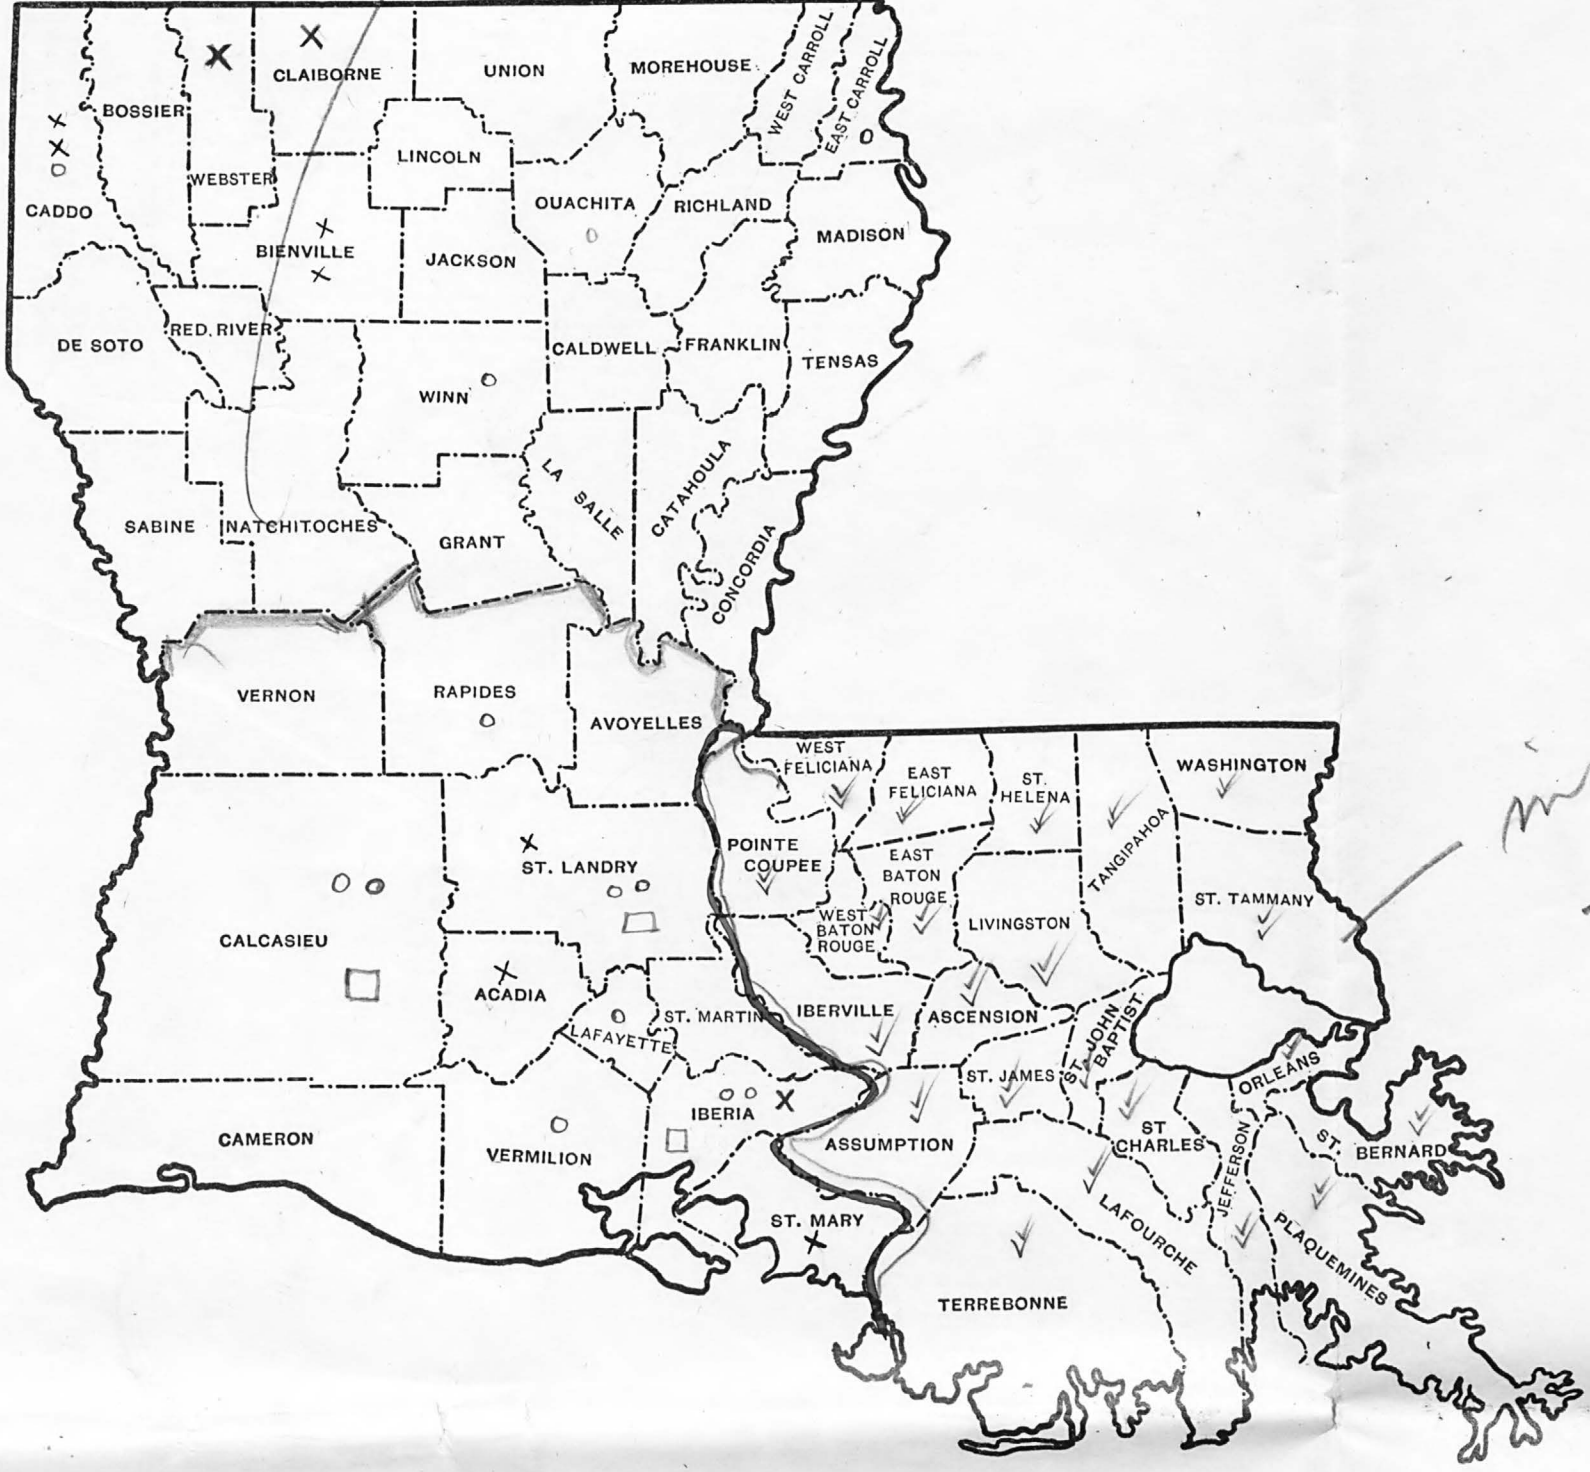 CLAIBORNE
UNION
MOREHOUSE
WEST CARROLL
EAST CARROLL
BOSSIER
LINCOLN
WEBSTER
CADDO
OUACHITA
RICHLAND
MADISON
BIENVILLE
JACKSON
DE SOTO
RED RIVER
CALDWELL
FRANKLIN
TENSAS
WINN
SABINE
NATCHITOCHES
GRANT
LA SALLE
CATAHOULA
CONCORDIA
VERNON
RAPIDES
AVOYELLES
WEST
FELICIANA
EAST
FELICIANA
ST.
HELENA
TANGIPAHOA
WASHINGTON
POINTE
COUPEE
EAST
BATON
ROUGE
ST. LANDRY
WEST
BATON
ROUGE
LIVINGSTON
ST. TAMMANY
CALCASIEU
ACADIA
LAFAYETTE
ST. MARTIN
IBERVILLE
ASCENSION
ST. JOHN
BAPTIST
ST. JAMES
ORLEANS
CAMERON
VERMILION
IBERIA
ASSUMPTION
ST
CHARLES
JEFFERSON
ST. BERNARD
ST. MARY
LAFOURCHE
PLAQUEMINES
TERREBONNE